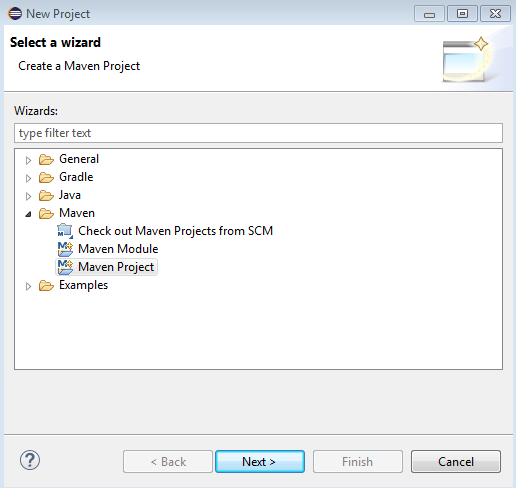 New Project
Select a wizard
Create a Maven Project
Wizards:
type filter text
General
Gradle
Java
Maven
Check out Maven Projects from SCM
Maven Module
Maven Project
Examples
?
< Back
Next >
Finish
Cancel